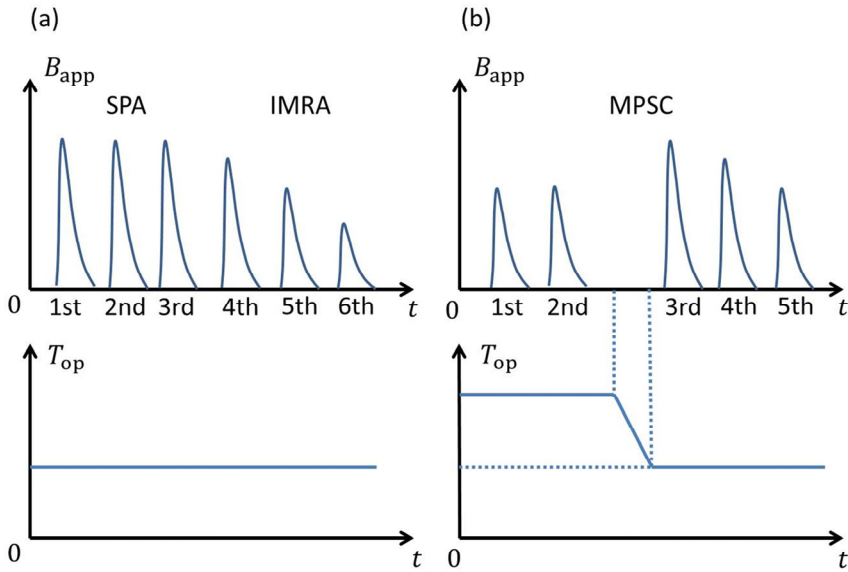 (a)
B_app
SPA IMRA
0 1st 2nd 3rd 4th 5th 6th t
T_op
0 t
(b)
B_app
MPSC
0 1st 2nd 3rd 4th 5th t
T_op
0 t